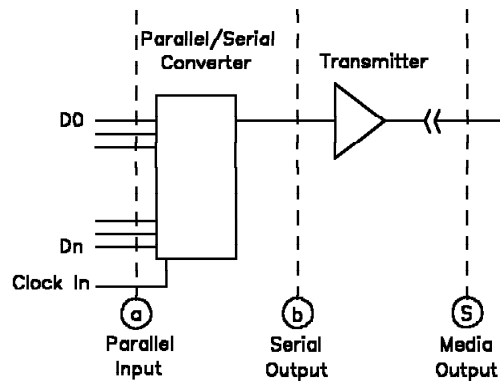 Parallel/Serial
Converter
Transmitter
D0
Dn
Clock In
a
b
S
Parallel
Input
Serial
Output
Media
Output